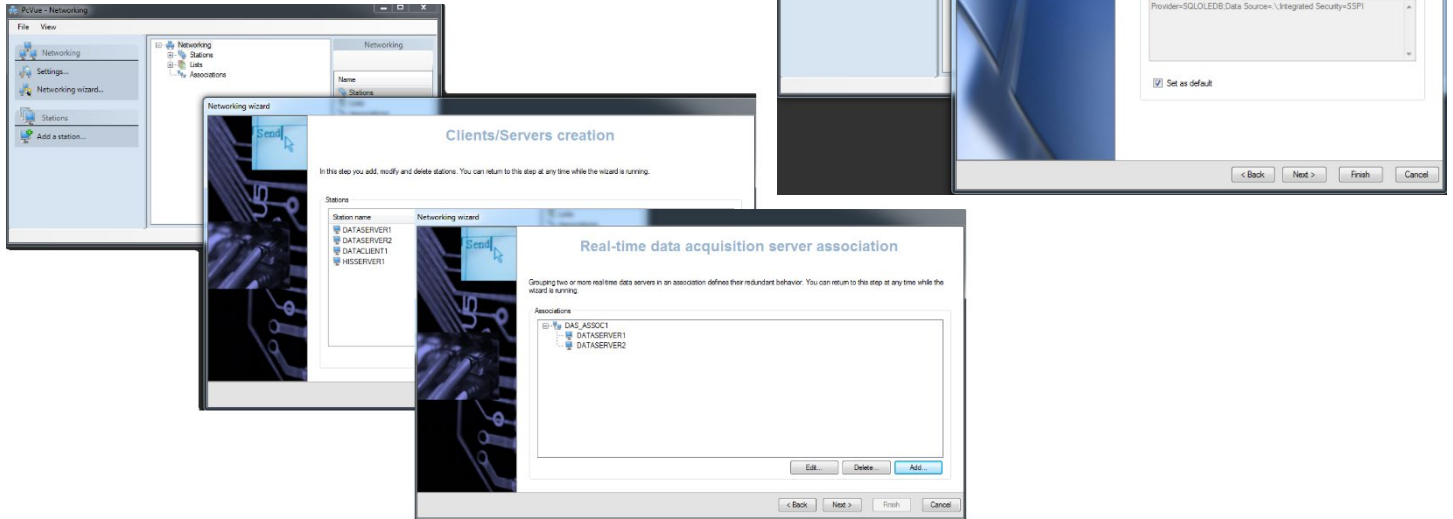 PcVue - Networking
File View
Networking
Settings...
Networking wizard...
Stations
Add a station...
Networking
Stations
Lists
Associations
Networking
Name
Stations
Networking wizard
Send
Clients/Servers creation
In this step you add, modify and delete stations. You can return to this step at any time while the wizard is running.
Stations
Station name
DATASERVER1
DATASERVER2
DATACLIENT1
HISSERVER1
Networking wizard
Send
Real-time data acquisition server association
Grouping two or more real time data servers in an association defines their redundant behavior. You can return to this step at any time while the
wizard is running.
Associations
DAS_ASSOC1
DATASERVER1
DATASERVER2
Edit... Delete... Add...
< Back Next > Finish Cancel
Provider=SQLOLEDB;Data Source=.\;Integrated Security=SSPI
Set as default
< Back Next > Finish Cancel